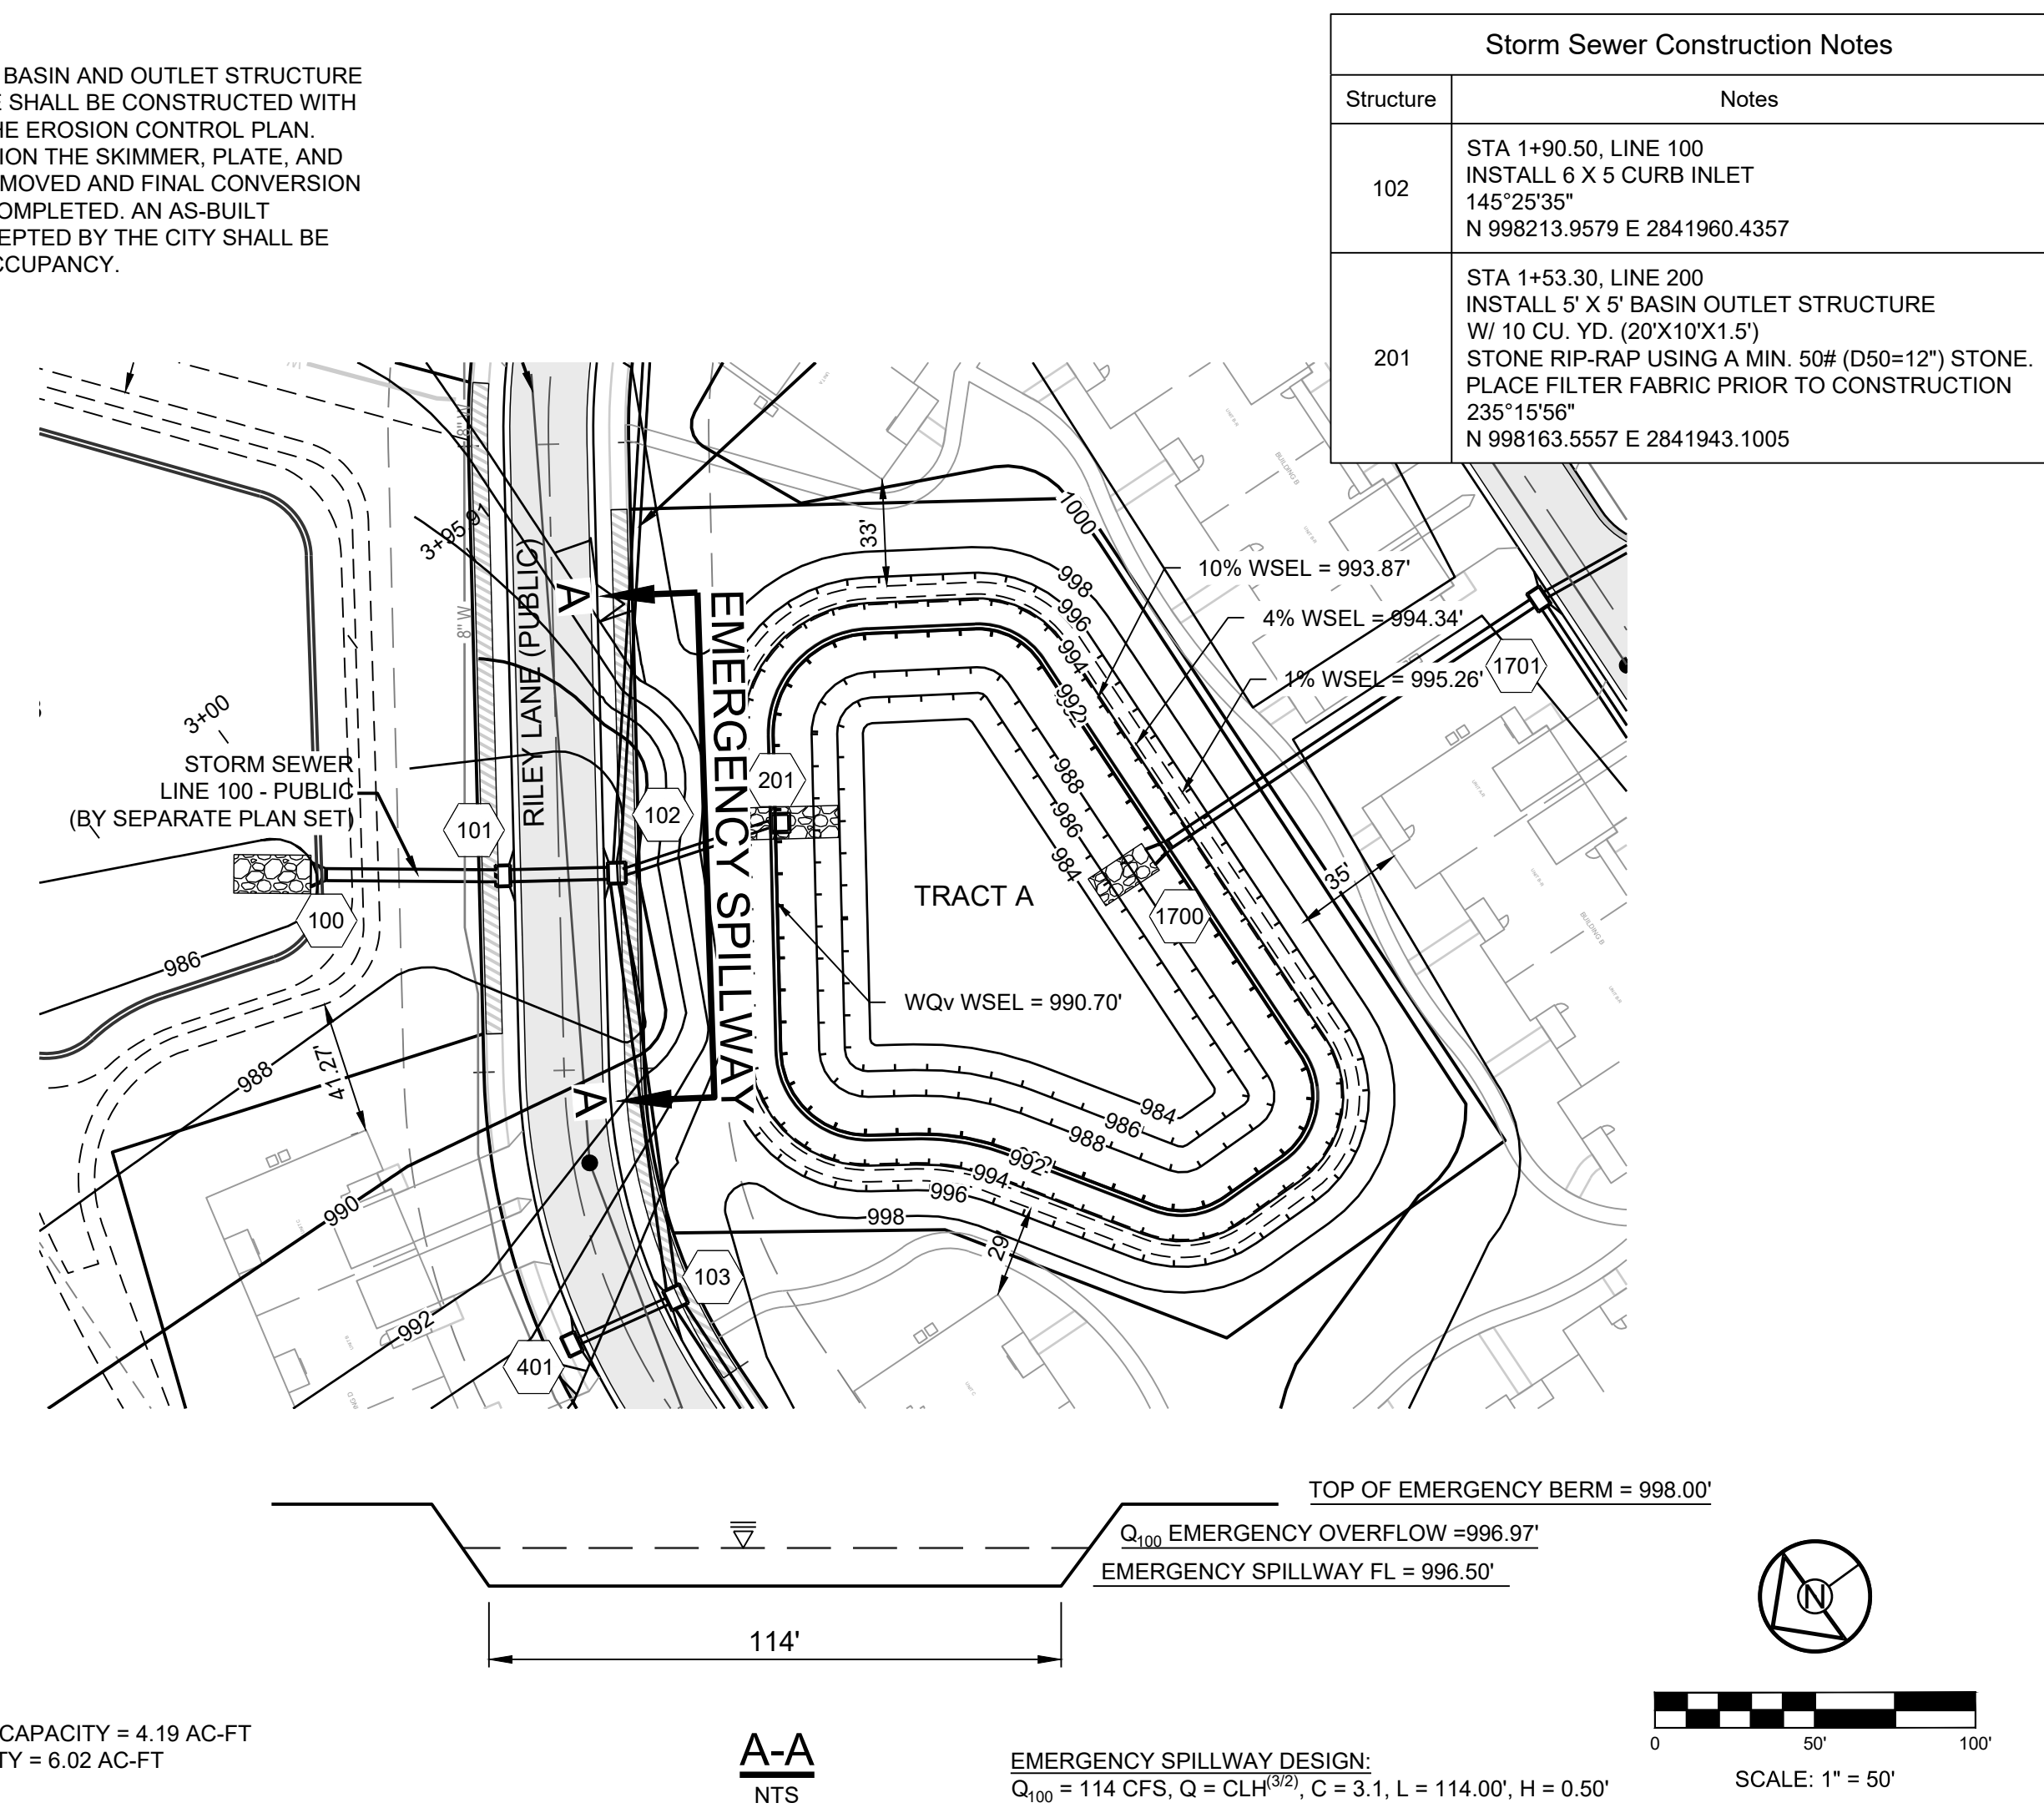 BASIN AND OUTLET STRUCTURE
SHALL BE CONSTRUCTED WITH
EROSION CONTROL PLAN.
THE SKIMMER, PLATE, AND
AND FINAL CONVERSION
AN AS-BUILT
BY THE CITY SHALL BE
Storm Sewer Construction Notes
Structure Notes
102
STA 1+90.50, LINE 100
INSTALL 6 X 5 CURB INLET
145°25'35"
N 998213.9579 E 2841960.4357
201
STA 1+53.30, LINE 200
INSTALL 5' X 5' BASIN OUTLET STRUCTURE
W/ 10 CU. YD. (20'X10'X1.5')
STONE RIP-RAP USING A MIN. 50# (D50=12") STONE.
PLACE FILTER FABRIC PRIOR TO CONSTRUCTION
235°15'56"
N 998163.5557 E 2841943.1005
BUILDING B
8" W
8" W
3+95.91
RILEY LANE (PUBLIC)
A
EMERGENCY SPILLWAY
33'
1000
998
996
994
992
10% WSEL = 993.87'
4% WSEL = 994.34'
1% WSEL = 995.26'
1701
3+00
STORM SEWER
LINE 100 - PUBLIC
(BY SEPARATE PLAN SET)
101
102
201
988
986
984
TRACT A
35'
1700
100
BUILDING B
986
WQv WSEL = 990.70'
988
41.27'
A
984
986
988
992
994
996
998
990
29'
992
103
401
TOP OF EMERGENCY BERM = 998.00'
Q100 EMERGENCY OVERFLOW =996.97'
EMERGENCY SPILLWAY FL = 996.50'
114'
N
CAPACITY = 4.19 AC-FT
= 6.02 AC-FT
A-A
NTS
EMERGENCY SPILLWAY DESIGN:
Q100 = 114 CFS, Q = CLH(3/2), C = 3.1, L = 114.00', H = 0.50'
0 50' 100'
SCALE: 1" = 50'